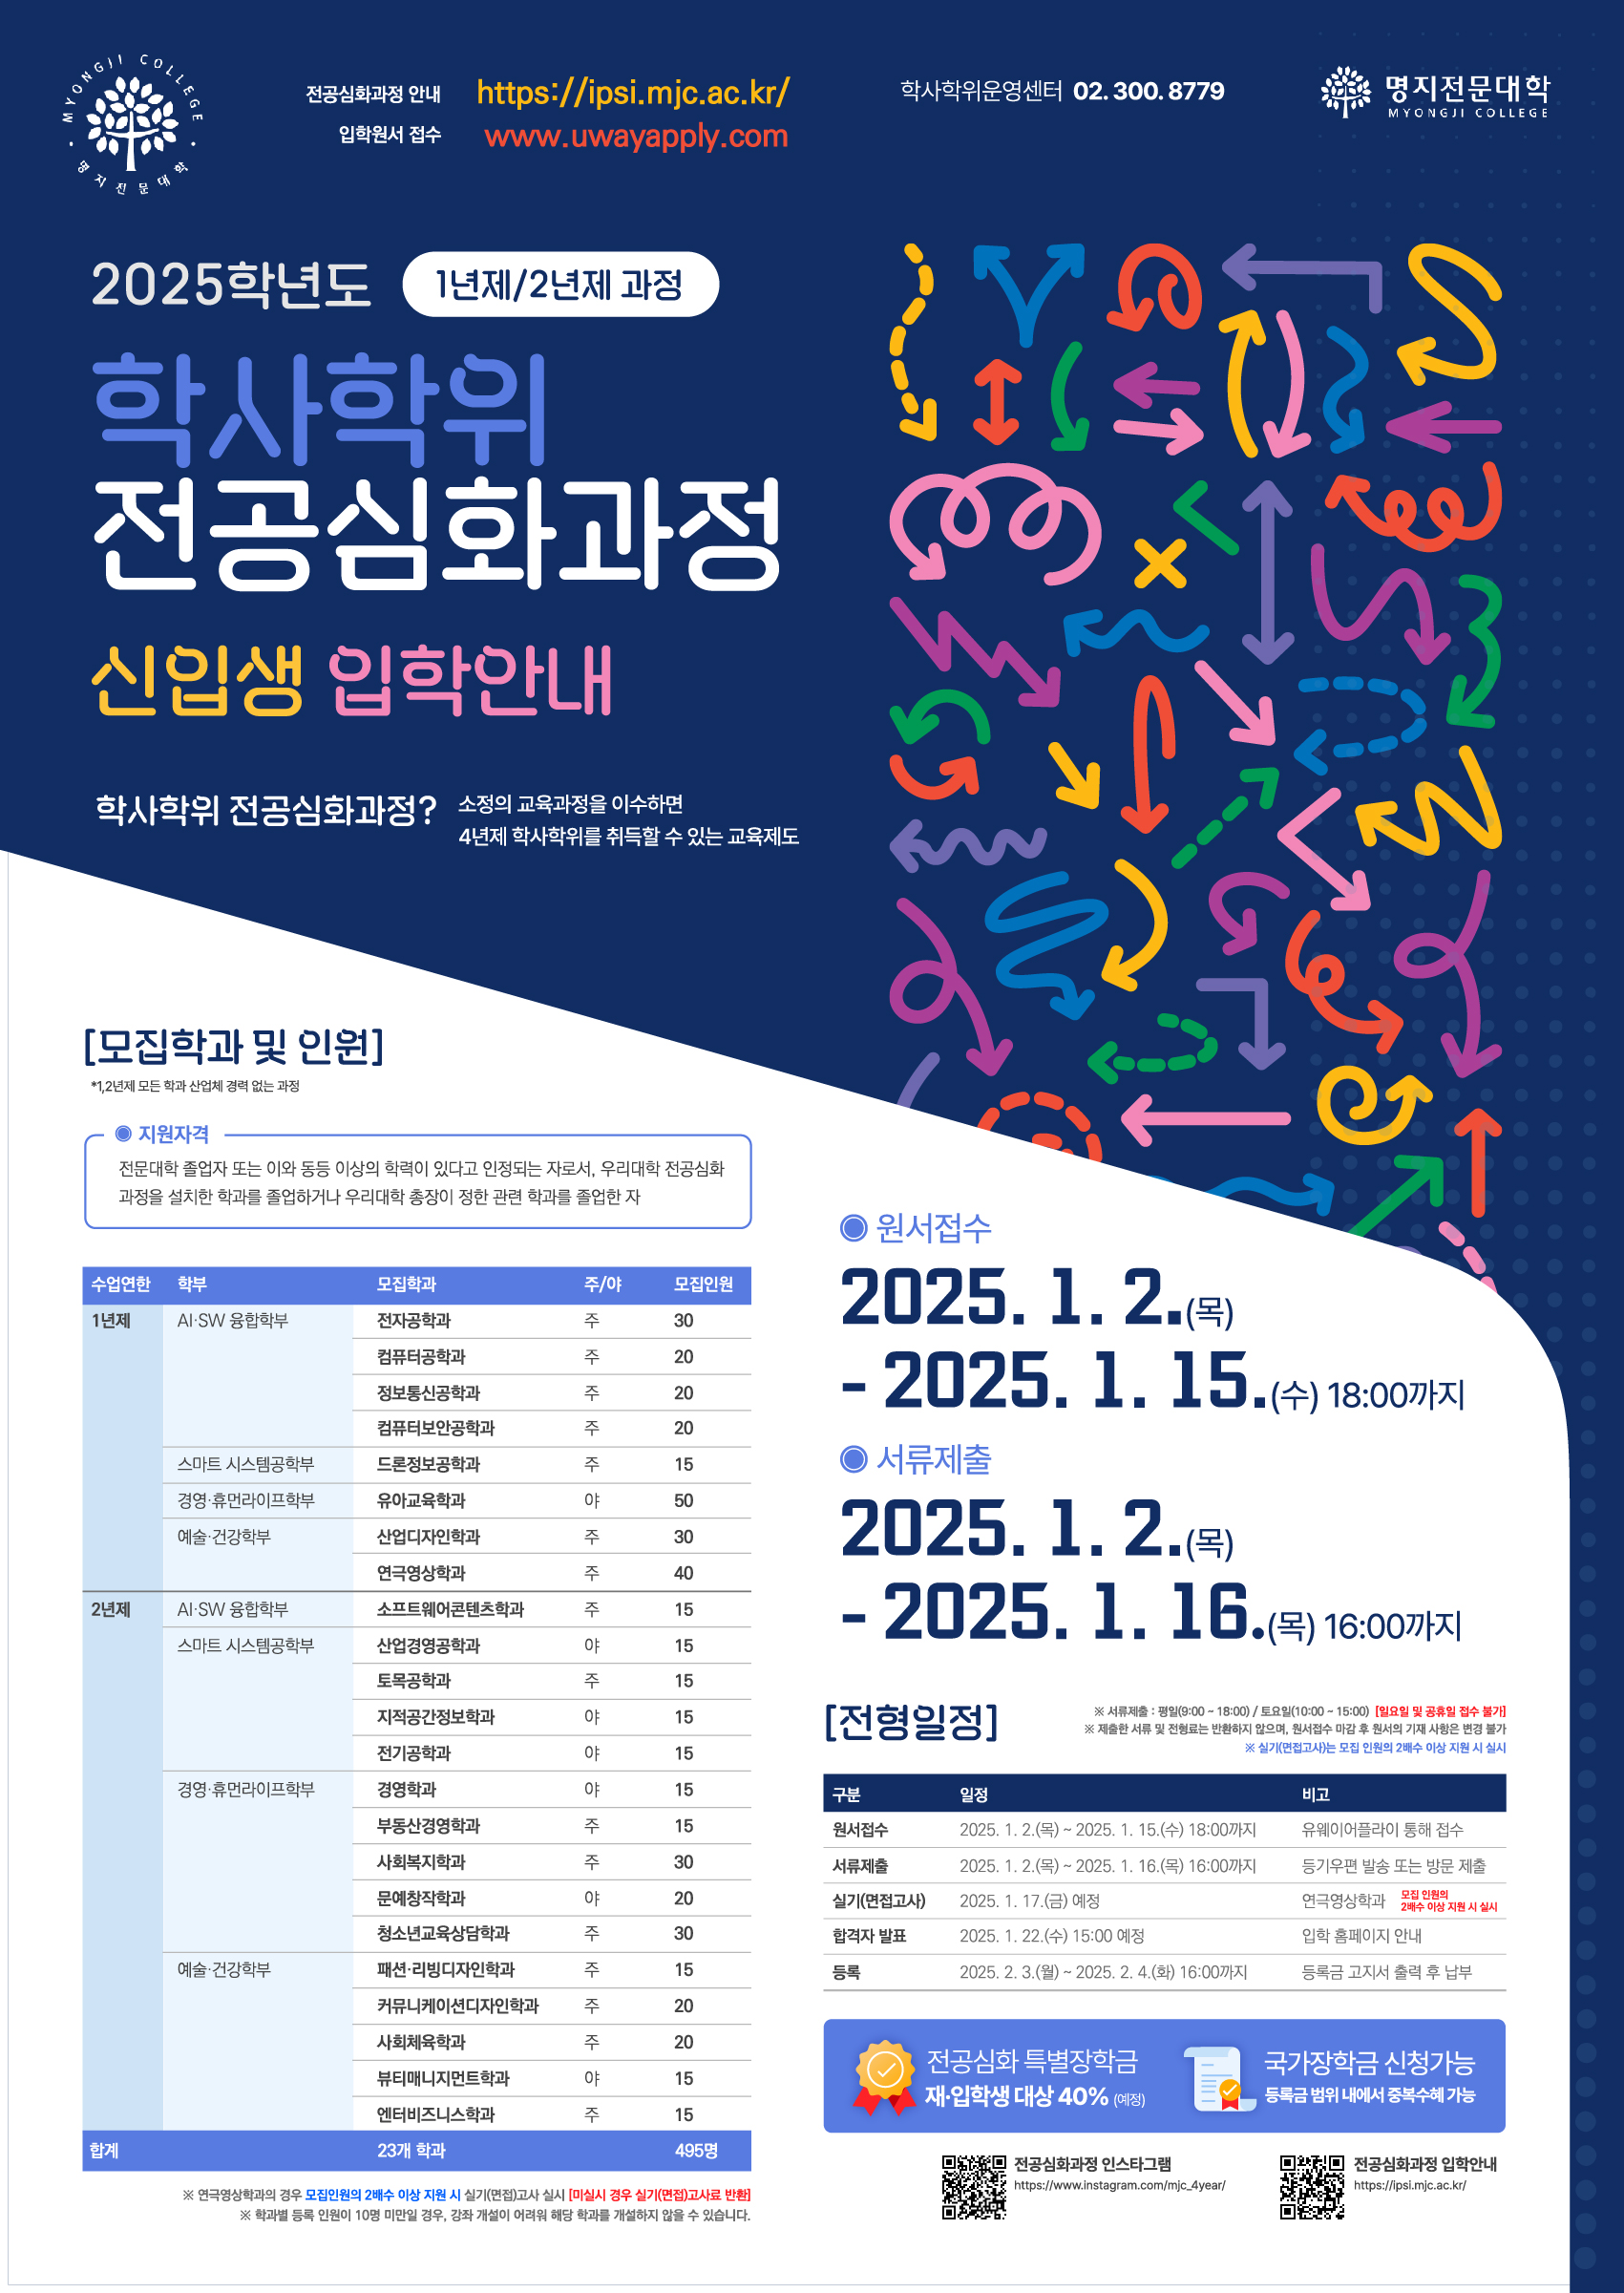 MYONGJI COLLEGE
명지전문대학
전공심화과정 안내 https://ipsi.mjc.ac.kr/
입학원서 접수 www.uwayapply.com
학사학위운영센터 02. 300. 8779
명지전문대학
MYONGJI COLLEGE
2025학년도 1년제/2년제 과정
학사학위
전공심화과정
신입생 입학안내
학사학위 전공심화과정? 소정의 교육과정을 이수하면
4년제 학사학위를 취득할 수 있는 교육제도
[모집학과 및 인원]
*1,2년제 모든 학과 산업체 경력 없는 과정
◉ 지원자격
전문대학 졸업자 또는 이와 동등 이상의 학력이 있다고 인정되는 자로서, 우리대학 전공심화
과정을 설치한 학과를 졸업하거나 우리대학 총장이 정한 관련 학과를 졸업한 자
수업연한 학부 모집학과 주/야 모집인원
1년제 AI·SW 융합학부 전자공학과 주 30
컴퓨터공학과 주 20
정보통신공학과 주 20
컴퓨터보안공학과 주 20
스마트 시스템공학부 드론정보공학과 주 15
경영·휴먼라이프학부 유아교육학과 야 50
예술·건강학부 산업디자인학과 주 30
연극영상학과 주 40
2년제 AI·SW 융합학부 소프트웨어콘텐츠학과 주 15
스마트 시스템공학부 산업경영공학과 야 15
토목공학과 주 15
지적공간정보학과 야 15
전기공학과 야 15
경영·휴먼라이프학부 경영학과 야 15
부동산경영학과 주 15
사회복지학과 주 30
문예창작학과 야 20
청소년교육상담학과 주 30
예술·건강학부 패션·리빙디자인학과 주 15
커뮤니케이션디자인학과 주 20
사회체육학과 주 20
뷰티매니지먼트학과 야 15
엔터비즈니스학과 주 15
합계 23개 학과 495명
※ 연극영상학과의 경우 모집인원의 2배수 이상 지원 시 실기(면접)고사 실시 [미실시 경우 실기(면접)고사료 반환]
※ 학과별 등록 인원이 10명 미만일 경우, 강좌 개설이 어려워 해당 학과를 개설하지 않을 수 있습니다.
◉ 원서접수
2025. 1. 2.(목)
- 2025. 1. 15.(수) 18:00까지
◉ 서류제출
2025. 1. 2.(목)
- 2025. 1. 16.(목) 16:00까지
[전형일정]
※ 서류제출 : 평일(9:00 ~ 18:00) / 토요일(10:00 ~ 15:00) [일요일 및 공휴일 접수 불가]
※ 제출한 서류 및 전형료는 반환하지 않으며, 원서접수 마감 후 원서의 기재 사항은 변경 불가
※ 실기(면접고사)는 모집 인원의 2배수 이상 지원 시 실시
구분 일정 비고
원서접수 2025. 1. 2.(목) ~ 2025. 1. 15.(수) 18:00까지 유웨이어플라이 통해 접수
서류제출 2025. 1. 2.(목) ~ 2025. 1. 16.(목) 16:00까지 등기우편 발송 또는 방문 제출
실기(면접고사) 2025. 1. 17.(금) 예정 연극영상학과 모집 인원의
2배수 이상 지원 시 실시
합격자 발표 2025. 1. 22.(수) 15:00 예정 입학 홈페이지 안내
등록 2025. 2. 3.(월) ~ 2025. 2. 4.(화) 16:00까지 등록금 고지서 출력 후 납부
전공심화 특별장학금
재·입학생 대상 40% (예정)
국가장학금 신청가능
등록금 범위 내에서 중복수혜 가능
전공심화과정 인스타그램
https://www.instagram.com/mjc_4year/
전공심화과정 입학안내
https://ipsi.mjc.ac.kr/